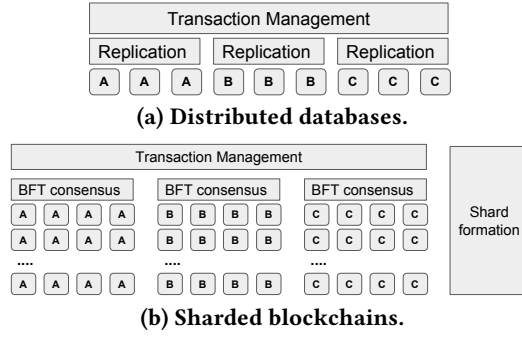 Transaction Management
Replication Replication Replication
A A A B B B C C C
(a) Distributed databases.
Transaction Management
BFT consensus BFT consensus BFT consensus
A A A A B B B B C C C C
A A A A B B B B C C C C
.... .... ....
A A A A B B B B C C C C
Shard
formation
(b) Sharded blockchains.